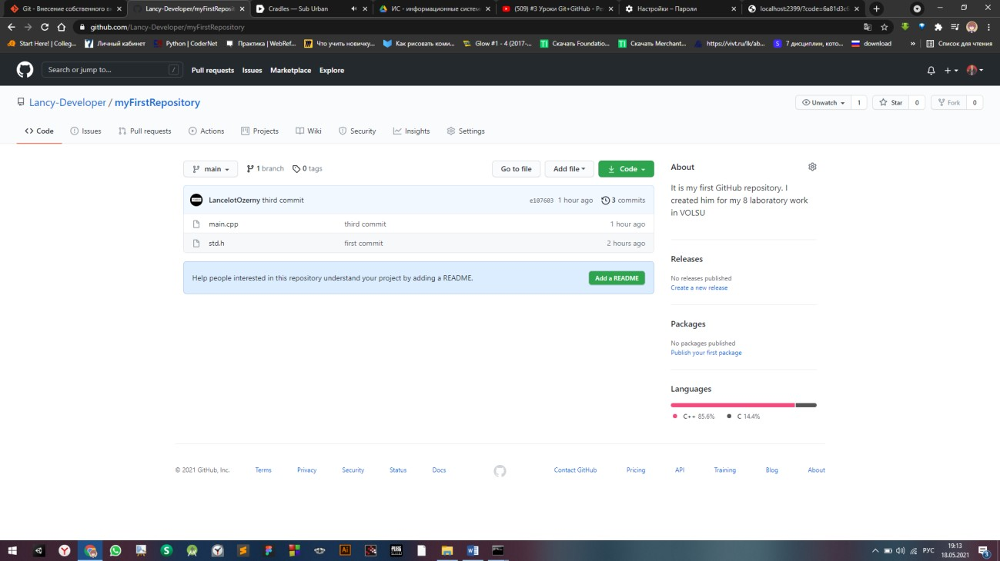 Git - Внесение собственного в
Lancy-Developer/myFirstReposit
Cradles — Sub Urban
ИС - информационные систем
(509) #3 Уроки Git+GitHub - Ре
Настройки – Пароли
localhost:2399/?code=6a81d3cf
github.com/Lancy-Developer/myFirstRepository
Start Here! | Colleg...
Личный кабинет
Python | CoderNet
Практика | WebRef...
Что учить новичку...
Как рисовать коми...
Glow #1 - 4 (2017-...
Скачать Foundatio...
Скачать Merchant...
https://vivt.ru/lk/ab...
7 дисциплин, кото...
download
»
Список для чтения
Search or jump to...
/
Pull requests
Issues
Marketplace
Explore
Lancy-Developer / myFirstRepository
Unwatch
1
Star
0
Fork
0
Code
Issues
Pull requests
Actions
Projects
Wiki
Security
Insights
Settings
main
1 branch
0 tags
Go to file
Add file
Code
LancelotOzerny third commit
e107603 1 hour ago
3 commits
main.cpp
third commit
1 hour ago
std.h
first commit
2 hours ago
Help people interested in this repository understand your project by adding a README.
Add a README
About
It is my first GitHub repository. I
created him for my 8 laboratory work
in VOLSU
Releases
No releases published
Create a new release
Packages
No packages published
Publish your first package
Languages
C++ 85.6%
C 14.4%
© 2021 GitHub, Inc.
Terms
Privacy
Security
Status
Docs
Contact GitHub
Pricing
API
Training
Blog
About
РУС
19:13
18.05.2021
3